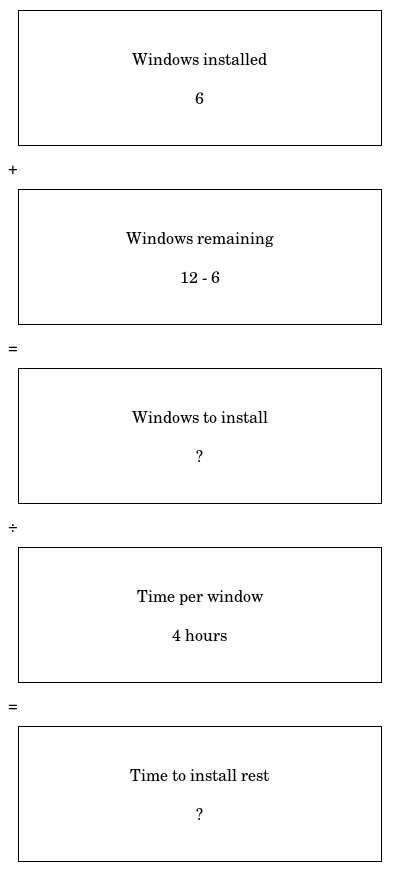 Windows installed
6
+
Windows remaining
12 - 6
=
Windows to install
?
÷
Time per window
4 hours
=
Time to install rest
?